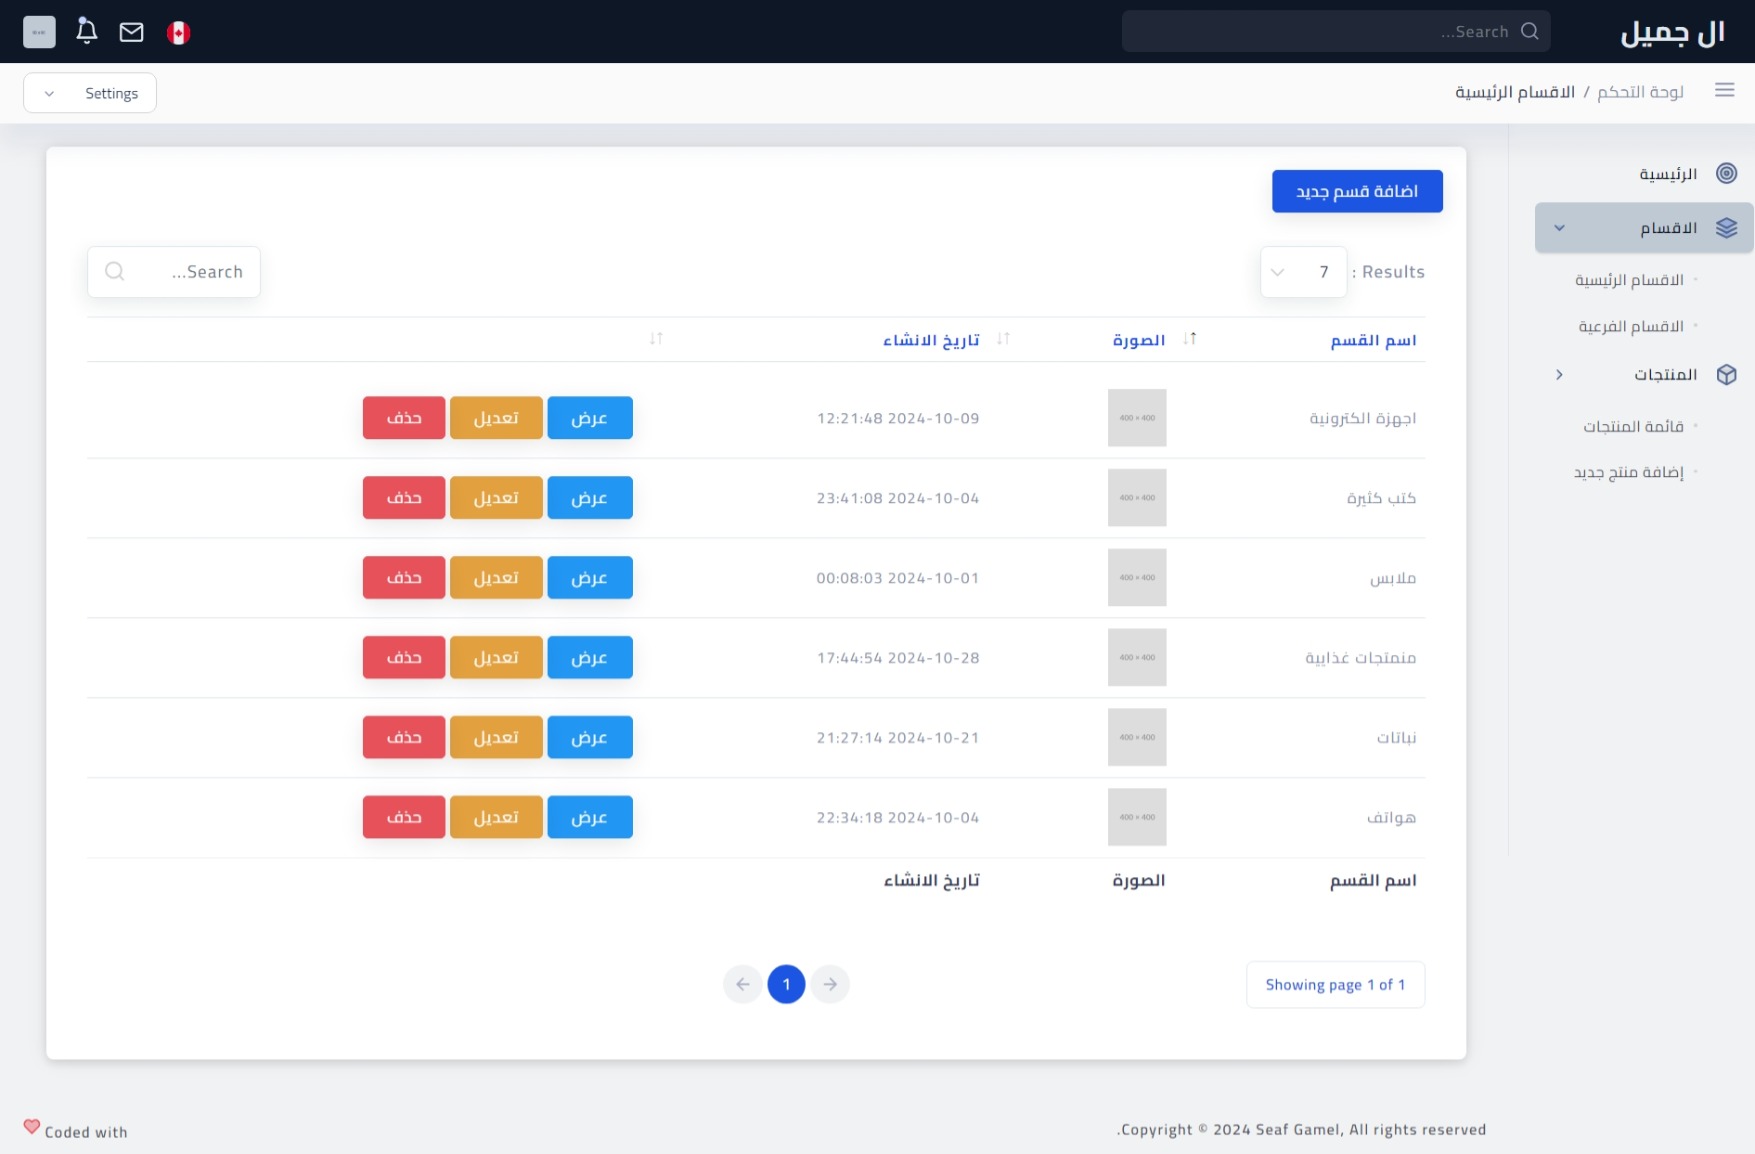 ال جميل
Search...
لوحة التحكم / الاقسام الرئيسية
Settings
الرئيسية
الاقسام
الاقسام الرئيسية
الاقسام الفرعية
المنتجات
قائمة المنتجات
إضافة منتج جديد
اضافة قسم جديد
Results : 7
Search...
اسم القسم الصورة تاريخ الانشاء
اجهزة الكترونية 400 × 400 2024-10-09 12:21:48 عرض تعديل حذف
كتب كثيرة 400 × 400 2024-10-04 23:41:08 عرض تعديل حذف
ملابس 400 × 400 2024-10-01 00:08:03 عرض تعديل حذف
منمتجات غذايية 400 × 400 2024-10-28 17:44:54 عرض تعديل حذف
نباتات 400 × 400 2024-10-21 21:27:14 عرض تعديل حذف
هواتف 400 × 400 2024-10-04 22:34:18 عرض تعديل حذف
اسم القسم الصورة تاريخ الانشاء
Showing page 1 of 1
1
Copyright © 2024 Seaf Gamel, All rights reserved.
Coded with